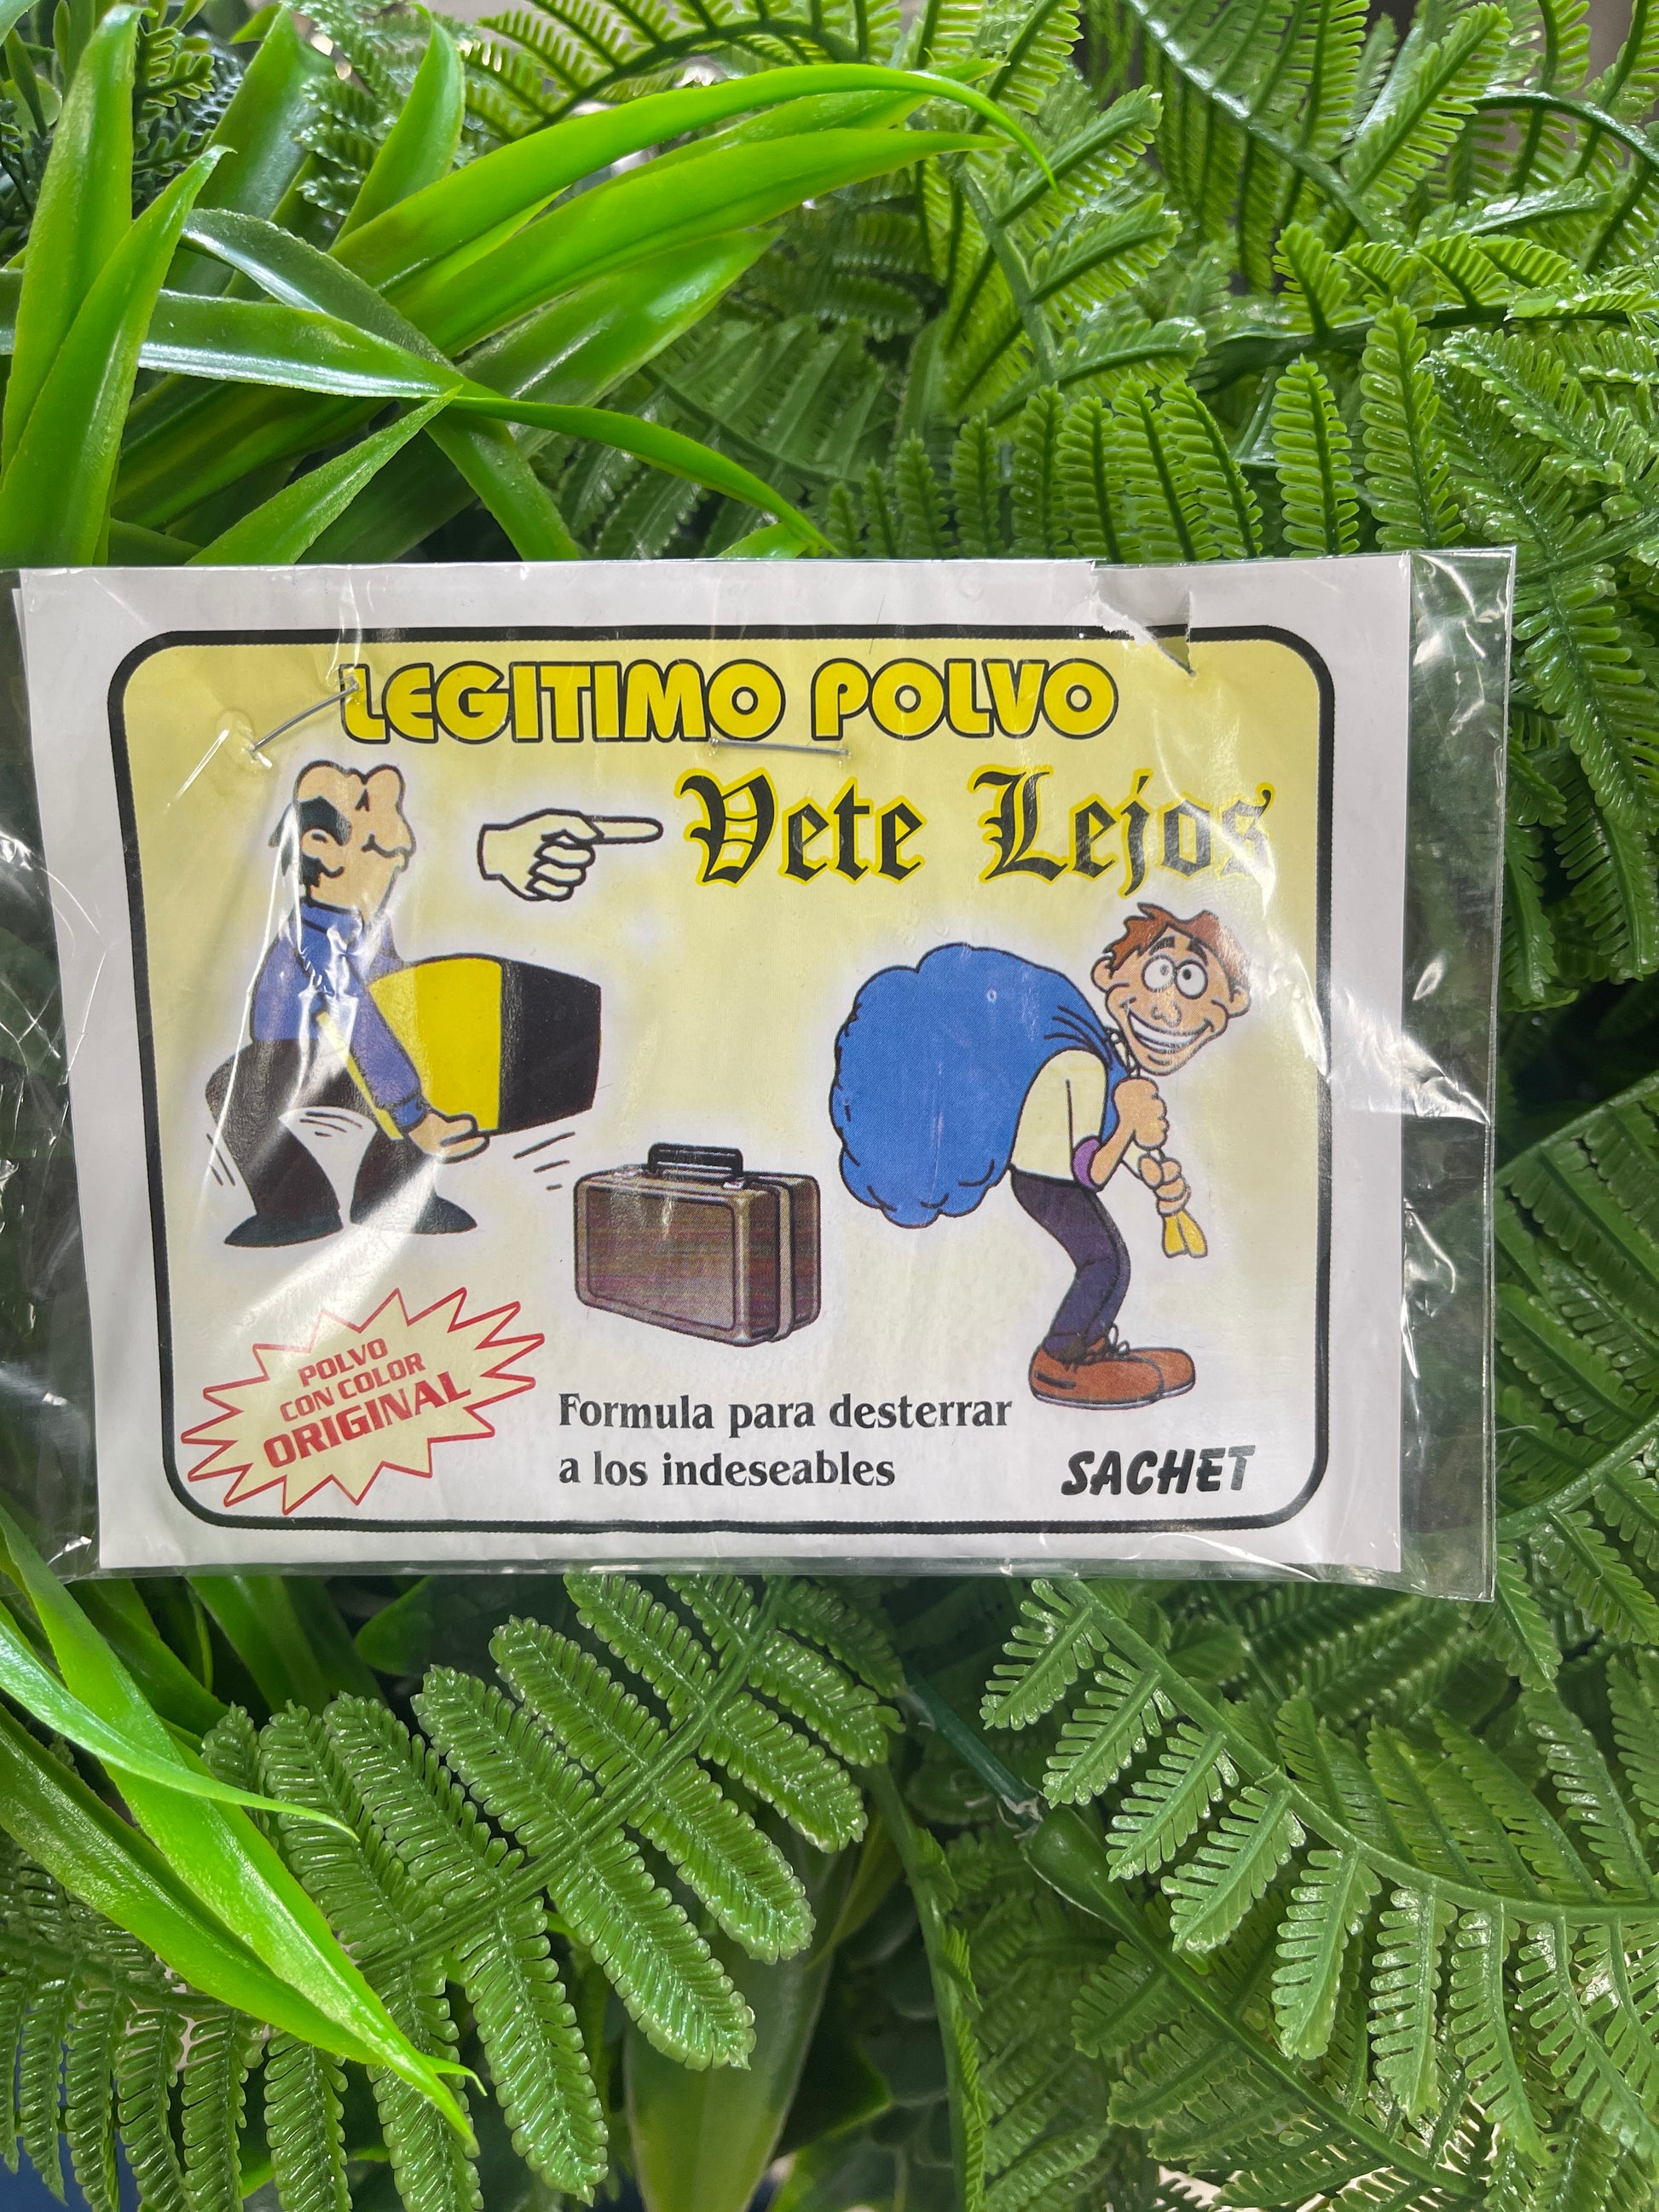 LEGITIMO POLVO
Vete Lejos
POLVO
CON COLOR
ORIGINAL
Formula para desterrar
a los indeseables
SACHET